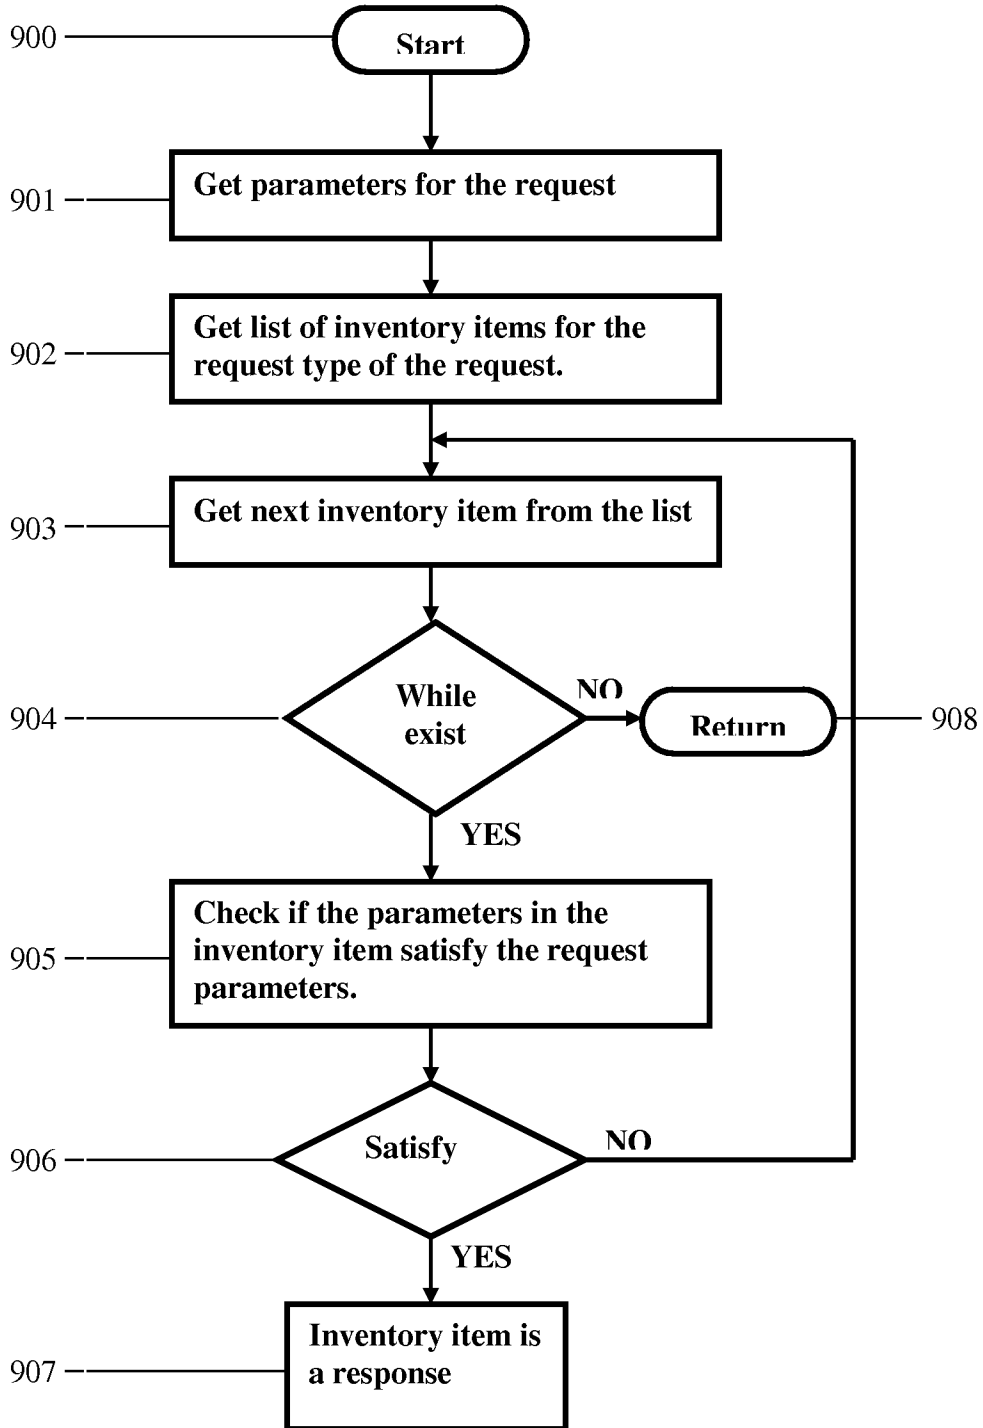 900
Start
901
Get parameters for the request
902
Get list of inventory items for the
request type of the request.
903
Get next inventory item from the list
904
While
exist
NO
Return
908
YES
905
Check if the parameters in the
inventory item satisfy the request
parameters.
906
Satisfy
NO
YES
907
Inventory item is
a response